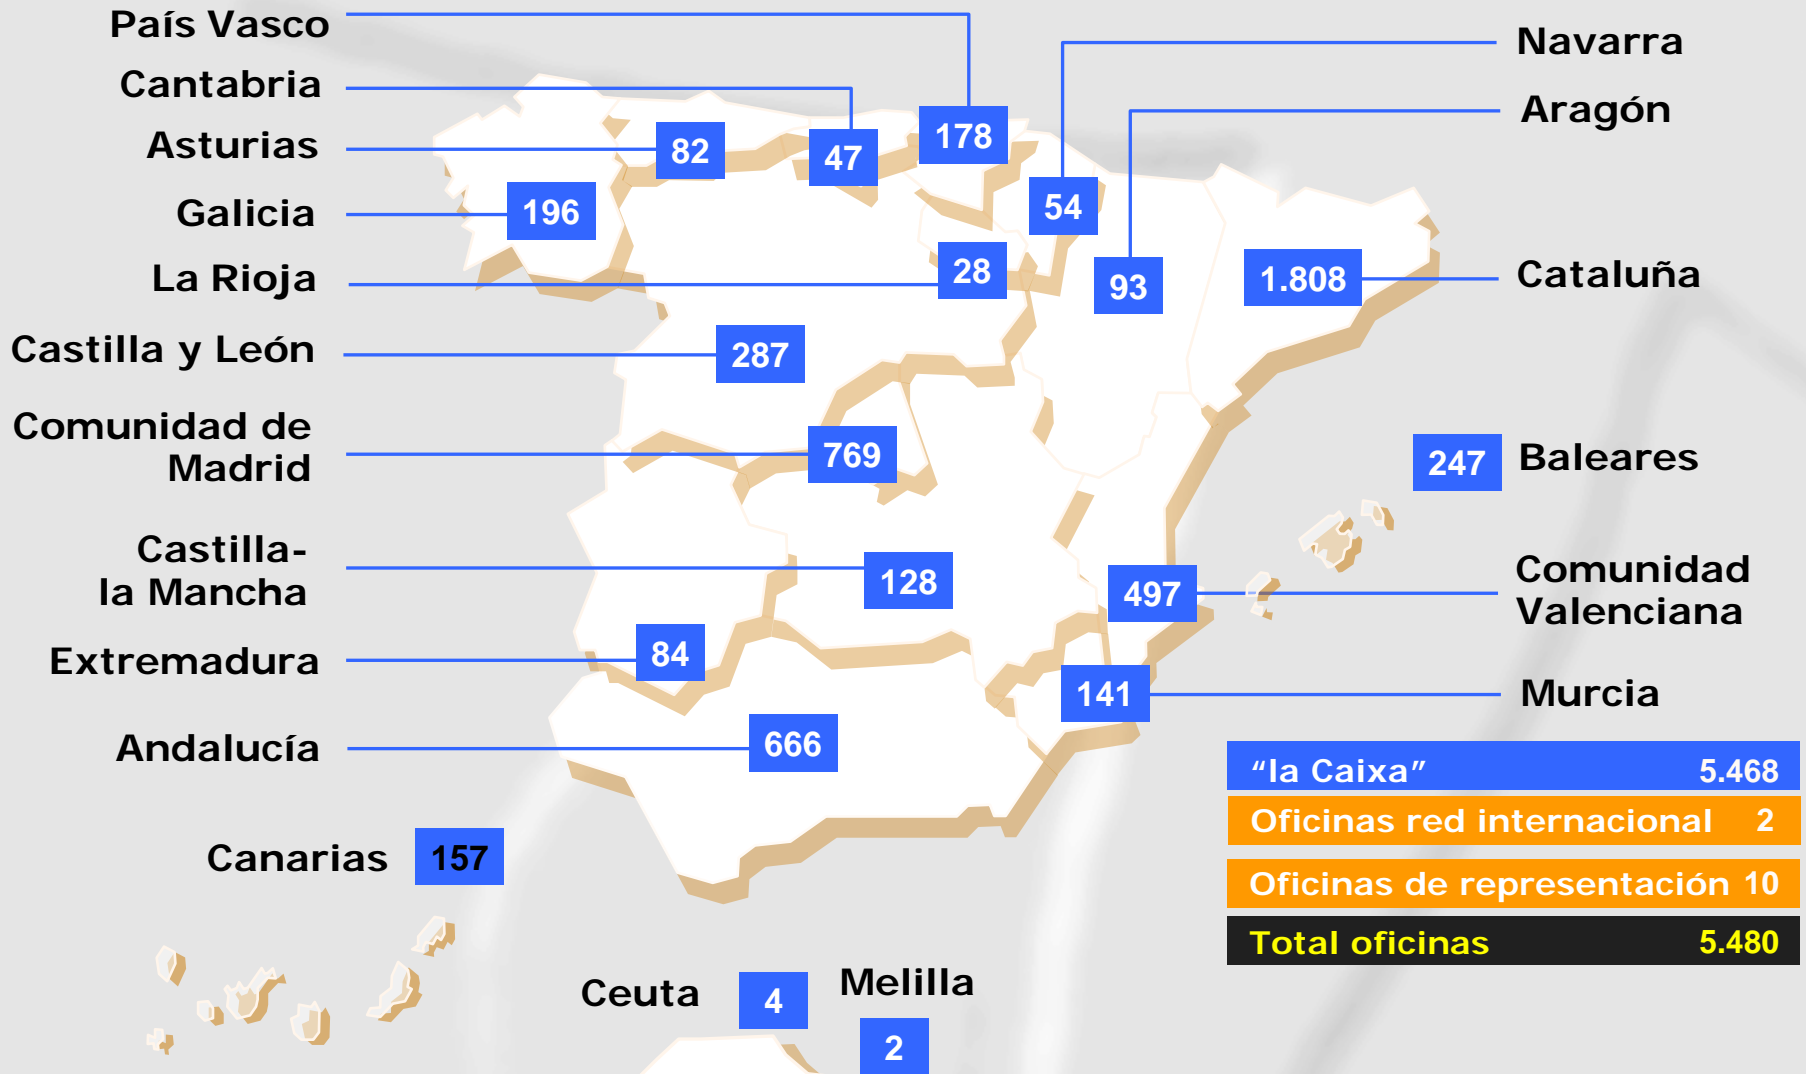 País Vasco
Cantabria
Asturias
Galicia
La Rioja
Castilla y León
Comunidad de
Madrid
Castilla-
la Mancha
Extremadura
Andalucía
Canarias
157
Ceuta
4
Melilla
2
82
47
178
196
54
28
93
1.808
287
769
128
497
84
141
666
Navarra
Aragón
Cataluña
247
Baleares
Comunidad
Valenciana
Murcia
“la Caixa” 5.468
Oficinas red internacional 2
Oficinas de representación 10
Total oficinas 5.480